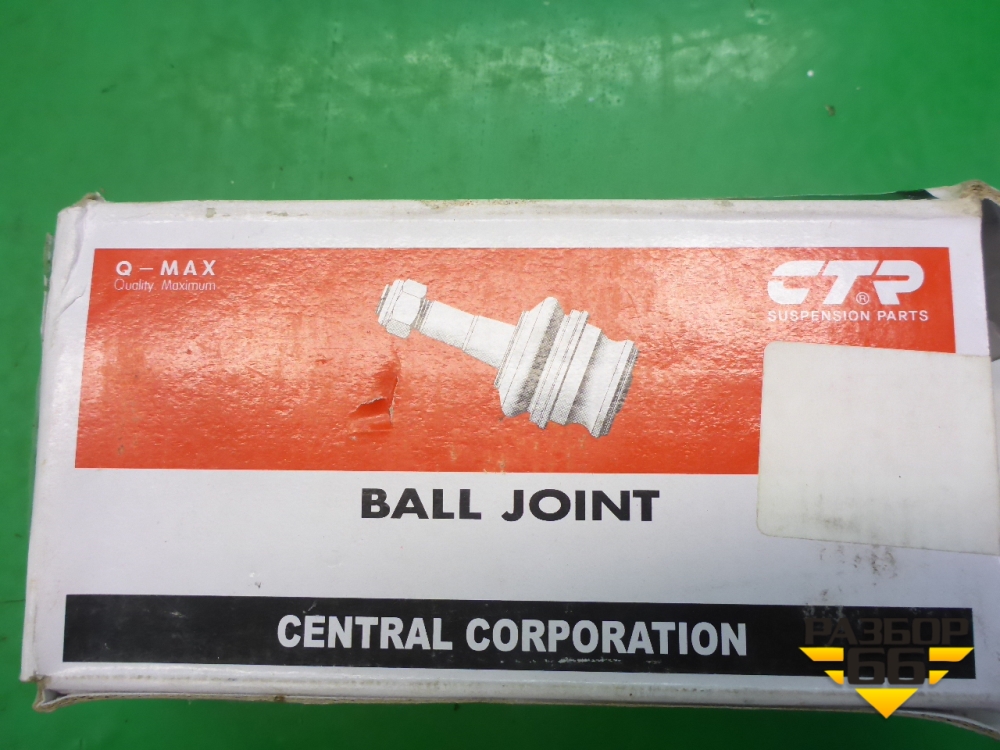 Q-MAX
Quality Maximum
CTR
®
SUSPENSION PARTS
BALL JOINT
CENTRAL CORPORATION
РАЗБОР
66